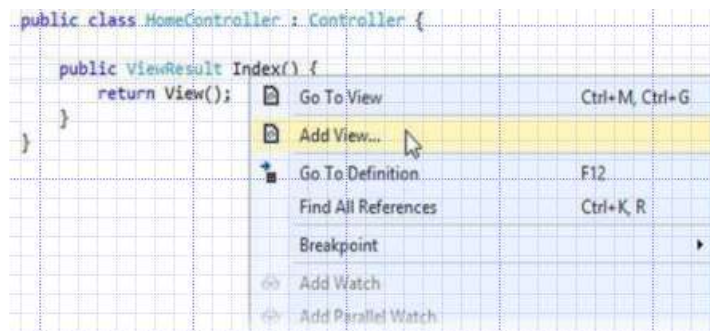 public class HomeController : Controller {
public ViewResult Index() {
return View();
}
}
Go To View Ctrl+M, Ctrl+G
Add View...
Go To Definition F12
Find All References Ctrl+K, R
Breakpoint
Add Watch
Add Parallel Watch